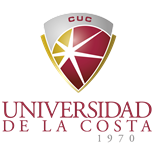 CUC
UNIVERSIDAD
DE LA COSTA
1970